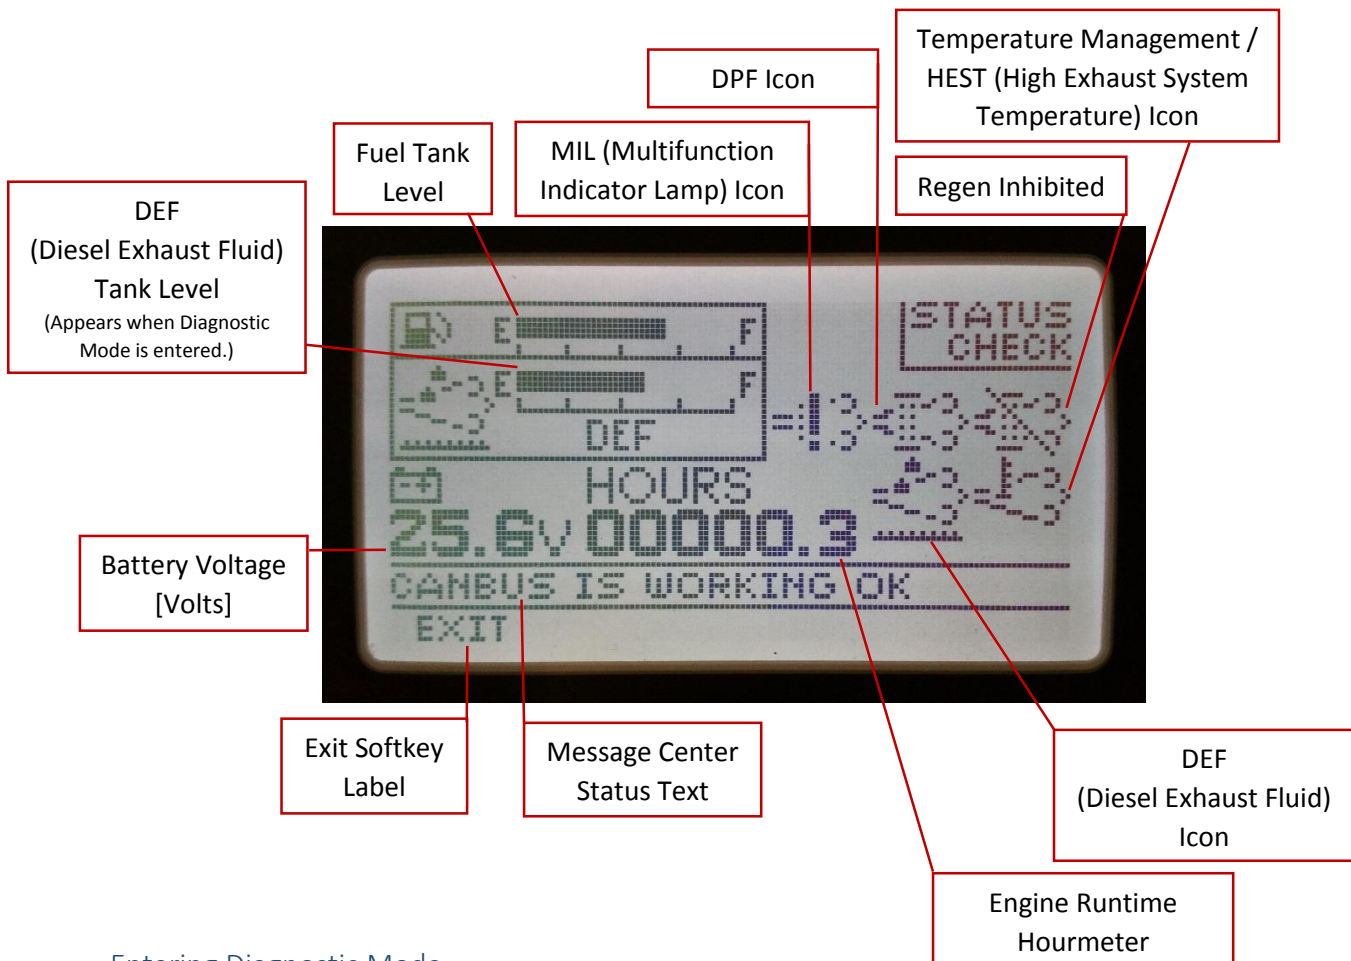 Temperature Management /
HEST (High Exhaust System
Temperature) Icon
DPF Icon
Fuel Tank
Level
MIL (Multifunction
Indicator Lamp) Icon
Regen Inhibited
DEF
(Diesel Exhaust Fluid)
Tank Level
(Appears when Diagnostic
Mode is entered.)
E F
STATUS
CHECK
E F
DEF
HOURS
25.6V 00000.3
CANBUS IS WORKING OK
EXIT
Battery Voltage
[Volts]
Exit Softkey
Label
Message Center
Status Text
DEF
(Diesel Exhaust Fluid)
Icon
Engine Runtime
Hourmeter
Entering Diagnostic Mode